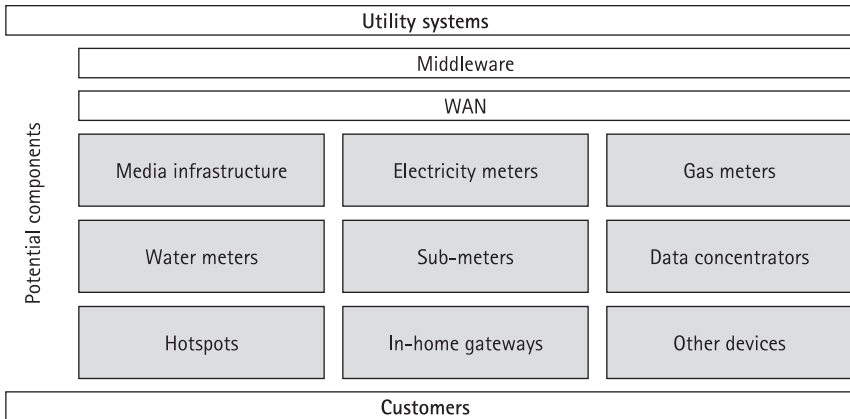 Utility systems
Middleware
WAN
Potential components
Media infrastructure
Electricity meters
Gas meters
Water meters
Sub-meters
Data concentrators
Hotspots
In-home gateways
Other devices
Customers